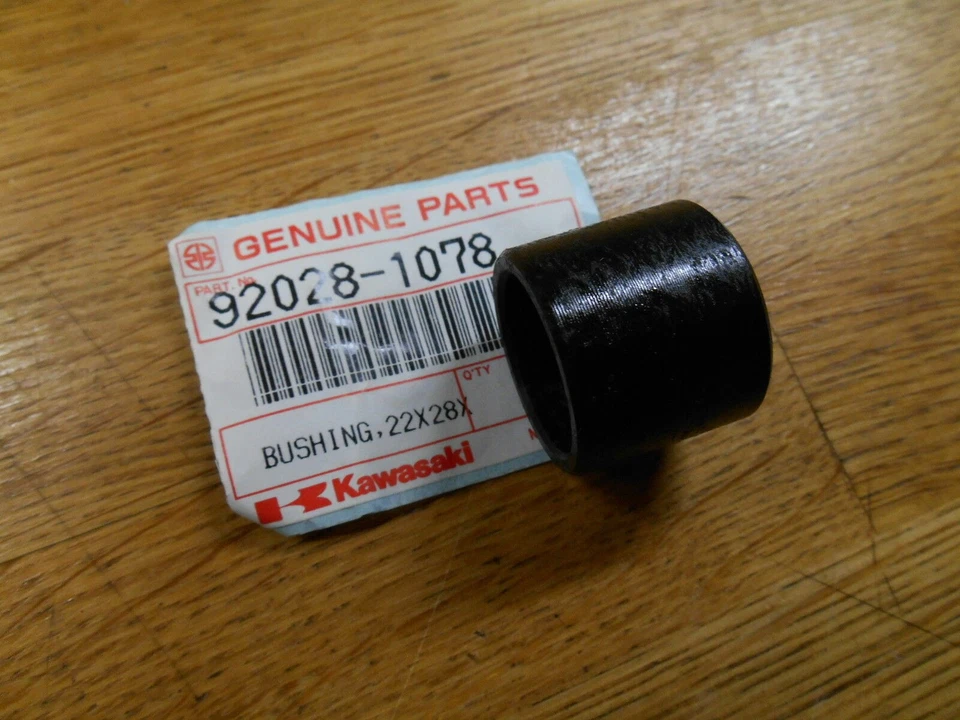 GENUINE PARTS
PART. No.
92028-1078
Q'TY
BUSHING,22X28X
Kawasaki